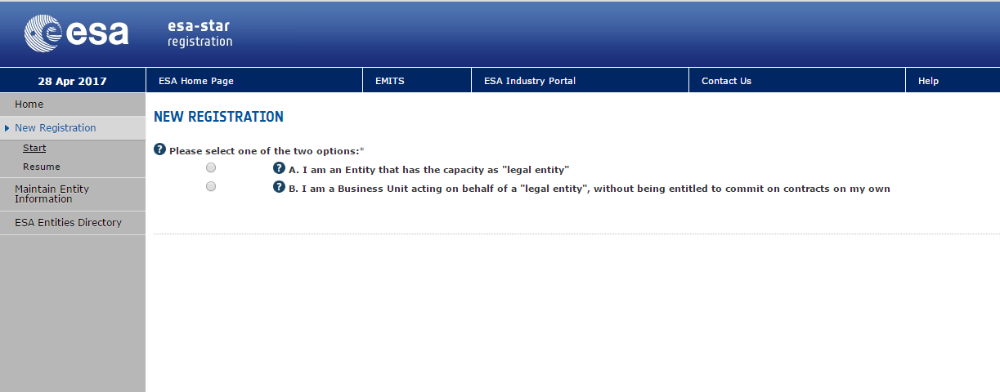 esa
esa-star
registration
28 Apr 2017
ESA Home Page
EMITS
ESA Industry Portal
Contact Us
Help
Home
New Registration
Start
Resume
Maintain Entity
Information
ESA Entities Directory
NEW REGISTRATION
? Please select one of the two options:*
? A. I am an Entity that has the capacity as "legal entity"
? B. I am a Business Unit acting on behalf of a "legal entity", without being entitled to commit on contracts on my own